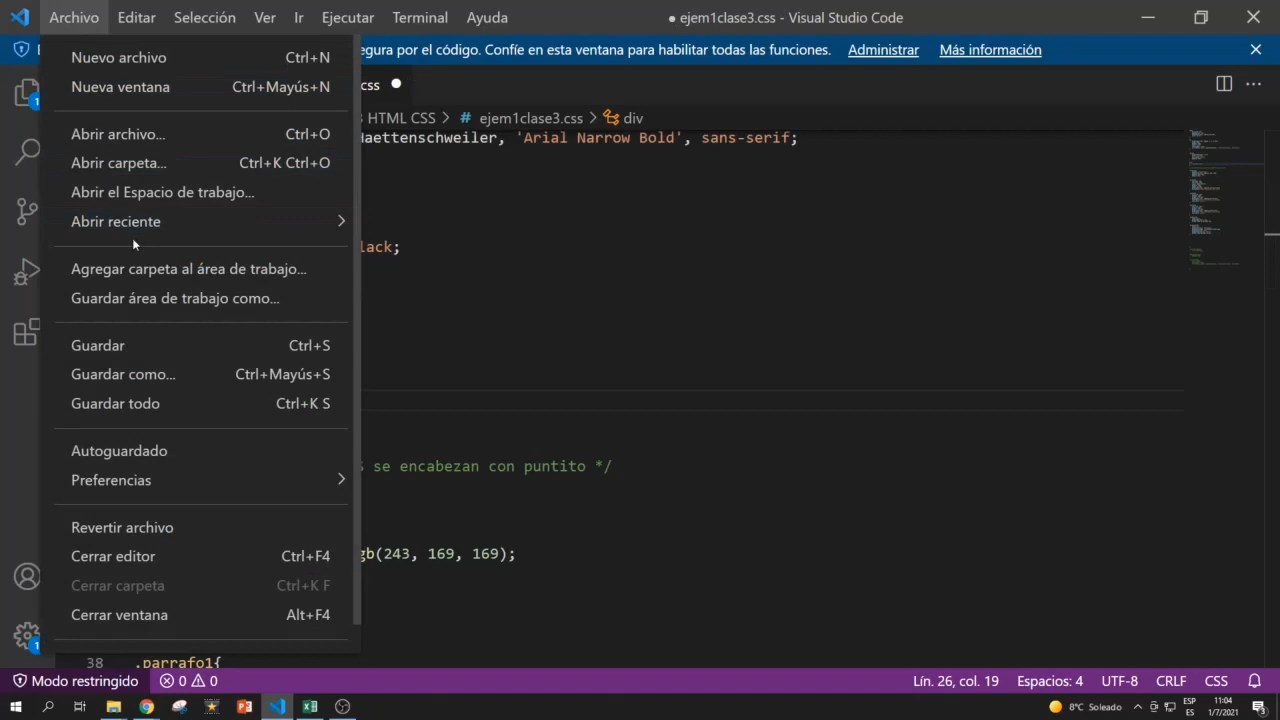 Archivo Editar Selección Ver Ir Ejecutar Terminal Ayuda ● ejem1clase3.css - Visual Studio Code
egura por el código. Confíe en esta ventana para habilitar todas las funciones. Administrar Más información
Nuevo archivo Ctrl+N
Nueva ventana Ctrl+Mayús+N
Abrir archivo... Ctrl+O
Abrir carpeta... Ctrl+K Ctrl+O
Abrir el Espacio de trabajo...
Abrir reciente
Agregar carpeta al área de trabajo...
Guardar área de trabajo como...
Guardar Ctrl+S
Guardar como... Ctrl+Mayús+S
Guardar todo Ctrl+K S
Autoguardado
Preferencias
Revertir archivo
Cerrar editor Ctrl+F4
Cerrar carpeta Ctrl+K F
Cerrar ventana Alt+F4
css
HTML CSS > # ejem1clase3.css > div
Haettenschweiler, 'Arial Narrow Bold', sans-serif;
lack;
se encabezan con puntito */
gb(243, 169, 169);
38 .parrafo1{
1
1
Modo restringido 0 0 Lín. 26, col. 19 Espacios: 4 UTF-8 CRLF CSS
8°C Soleado ESP ES 11:04 1/7/2021 3